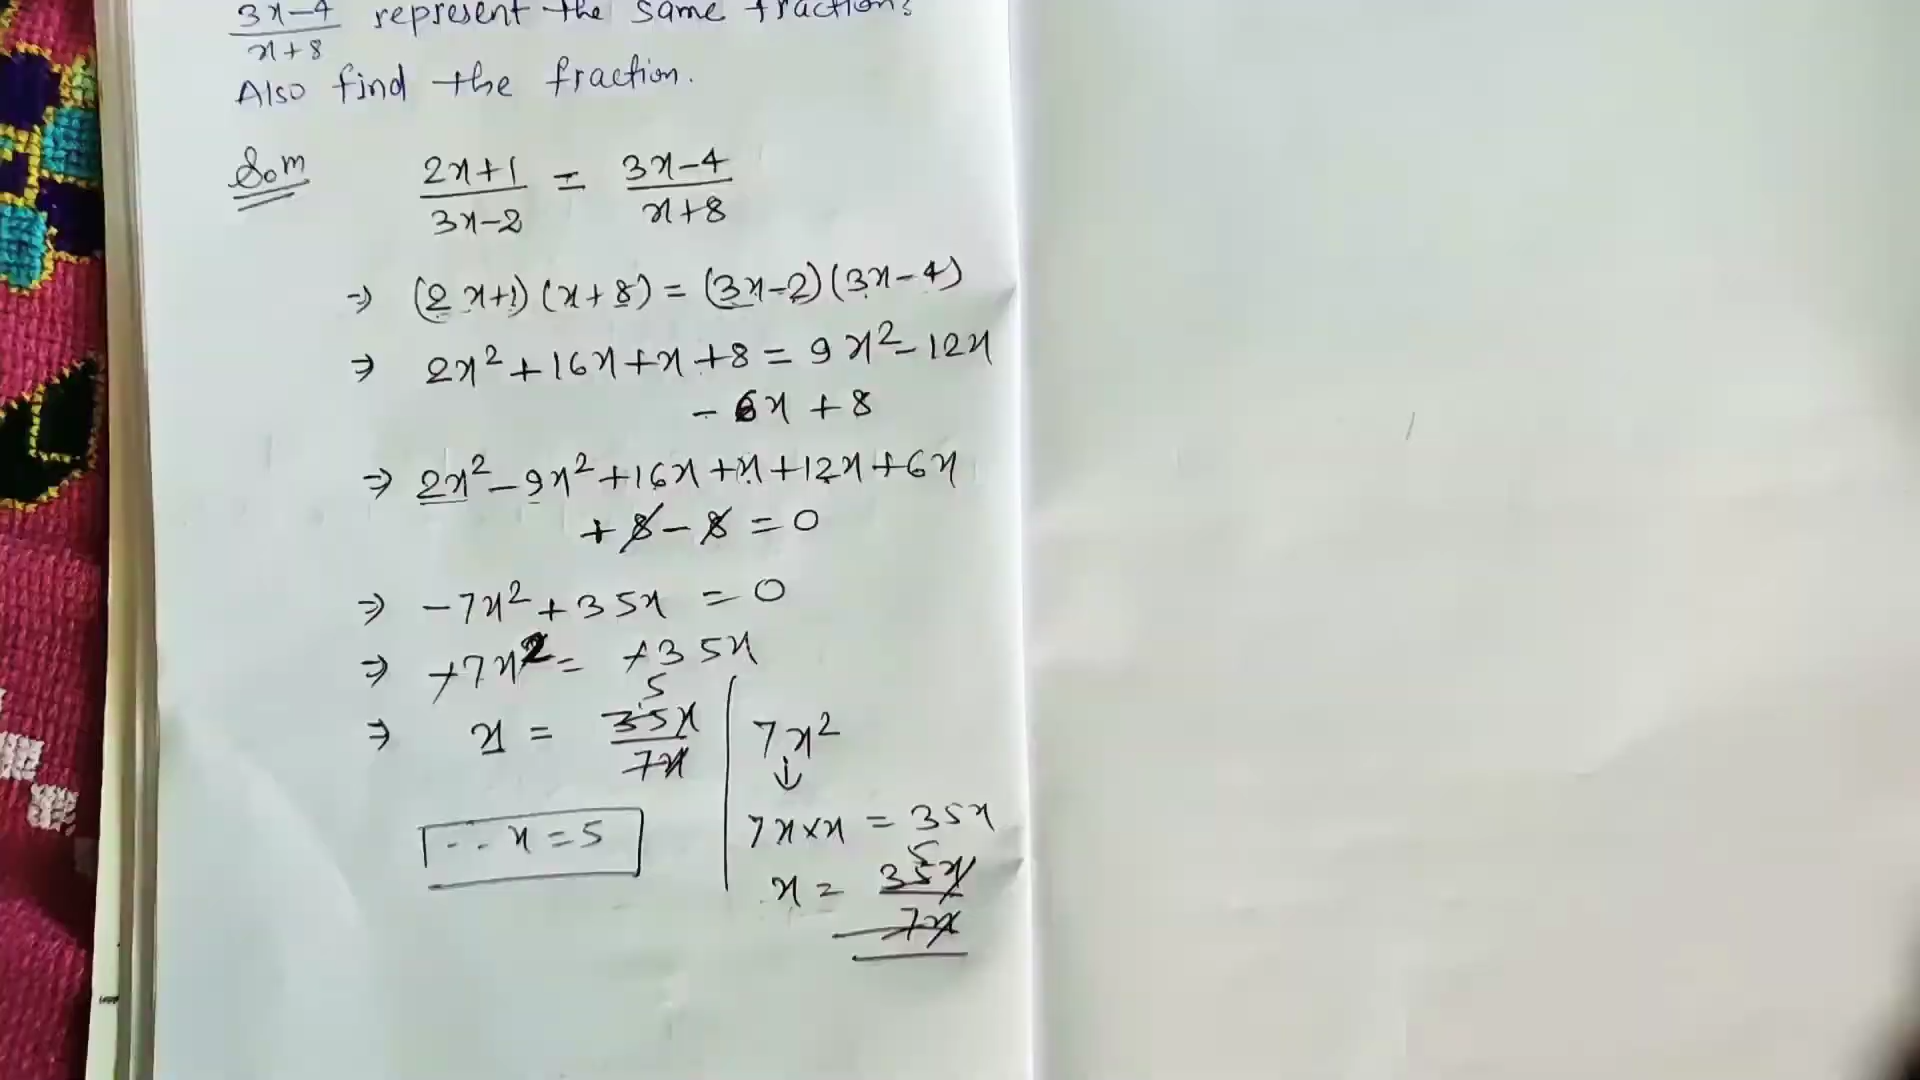 3x-4/x+8 represent the same fraction?
Also find the fraction.
Soln 2x+1/3x-2 = 3x-4/x+8
⇒ (2x+1)(x+8) = (3x-2)(3x-4)
⇒ 2x²+16x+x+8 = 9x²-12x
-6x+8
⇒ 2x²-9x²+16x+x+12x+6x
+8-8 = 0
⇒ -7x²+35x = 0
⇒ +7x² = +35x
5
⇒ x = 35x/7x
∴ x = 5
7x²
↓
7x×x = 35x
5
x = 35x/7x